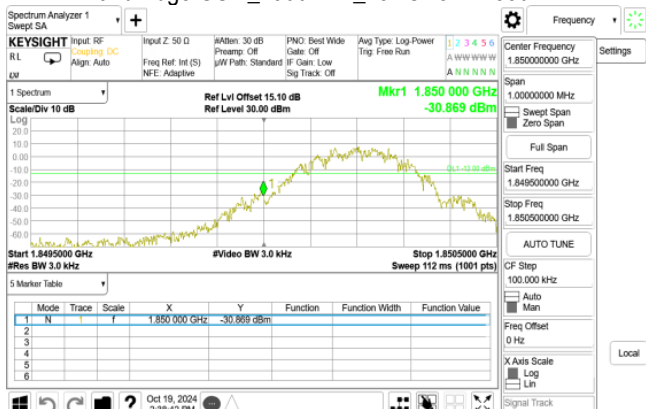 Spectrum Analyzer 1
Swept SA
Frequency
KEYSIGHT Input: RF Input Z: 50 Ω #Atten: 30 dB PNO: Best Wide Avg Type: Log-Power 1 2 3 4 5 6
RL Coupling: DC Preamp: Off Gate: Off Trig: Free Run A W W W W W
Align: Auto Freq Ref: Int (S) µW Path: Standard IF Gain: Low
NFE: Adaptive Sig Track: Off A N N N N N
Center Frequency
1.850000000 GHz
Settings
1 Spectrum
Scale/Div 10 dB
Ref Lvl Offset 15.10 dB
Ref Level 30.00 dBm
Mkr1 1.850 000 GHz
-30.869 dBm
Span
1.00000000 MHz
Swept Span
Zero Span
Full Span
Start Freq
1.849500000 GHz
Stop Freq
1.850500000 GHz
AUTO TUNE
CF Step
100.000 kHz
Auto
Man
Freq Offset
0 Hz
Local
X Axis Scale
Log
Lin
Signal Track
Log
20.0
10.0
0.00
-10.0
-20.0
-30.0
-40.0
-50.0
-60.0
DL1 -13.00 dBm
1
Start 1.8495000 GHz #Video BW 3.0 kHz Stop 1.8505000 GHz
#Res BW 3.0 kHz Sweep 112 ms (1001 pts)
5 Marker Table
Mode Trace Scale X Y Function Function Width Function Value
1 N 1 f 1.850 000 GHz -30.869 dBm
2
3
4
5
6
Oct 19, 2024